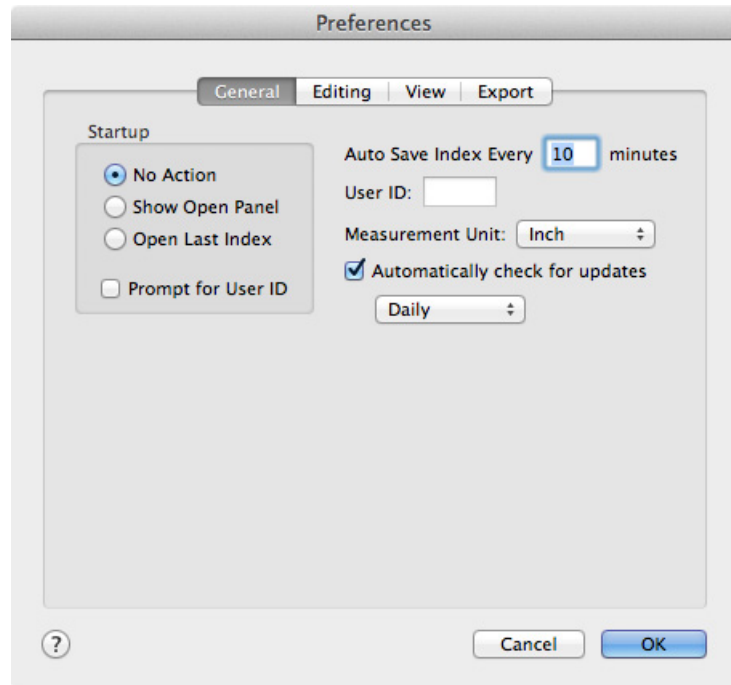 Preferences
General Editing View Export
Startup
No Action
Show Open Panel
Open Last Index
Prompt for User ID
Auto Save Index Every 10 minutes
User ID:
Measurement Unit: Inch
Automatically check for updates
Daily
? Cancel OK